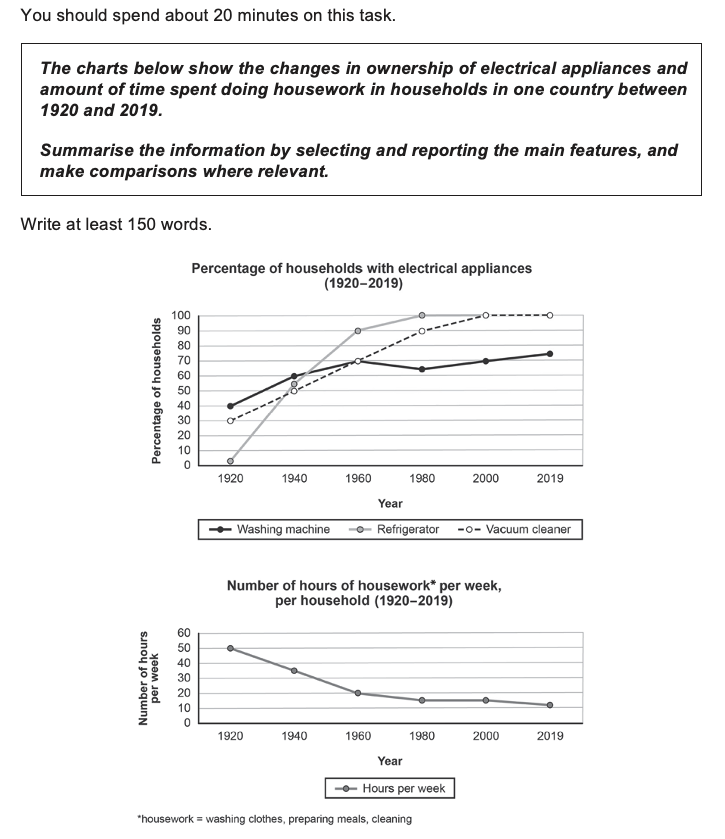 You should spend about 20 minutes on this task.
The charts below show the changes in ownership of electrical appliances and
amount of time spent doing housework in households in one country between
1920 and 2019.
Summarise the information by selecting and reporting the main features, and
make comparisons where relevant.
Write at least 150 words.
Percentage of households with electrical appliances
(1920–2019)
Percentage of households
100
90
80
70
60
50
40
30
20
10
0
1920 1940 1960 1980 2000 2019
Year
Washing machine Refrigerator Vacuum cleaner
Number of hours of housework* per week,
per household (1920–2019)
Number of hours
per week
60
50
40
30
20
10
0
1920 1940 1960 1980 2000 2019
Year
Hours per week
*housework = washing clothes, preparing meals, cleaning